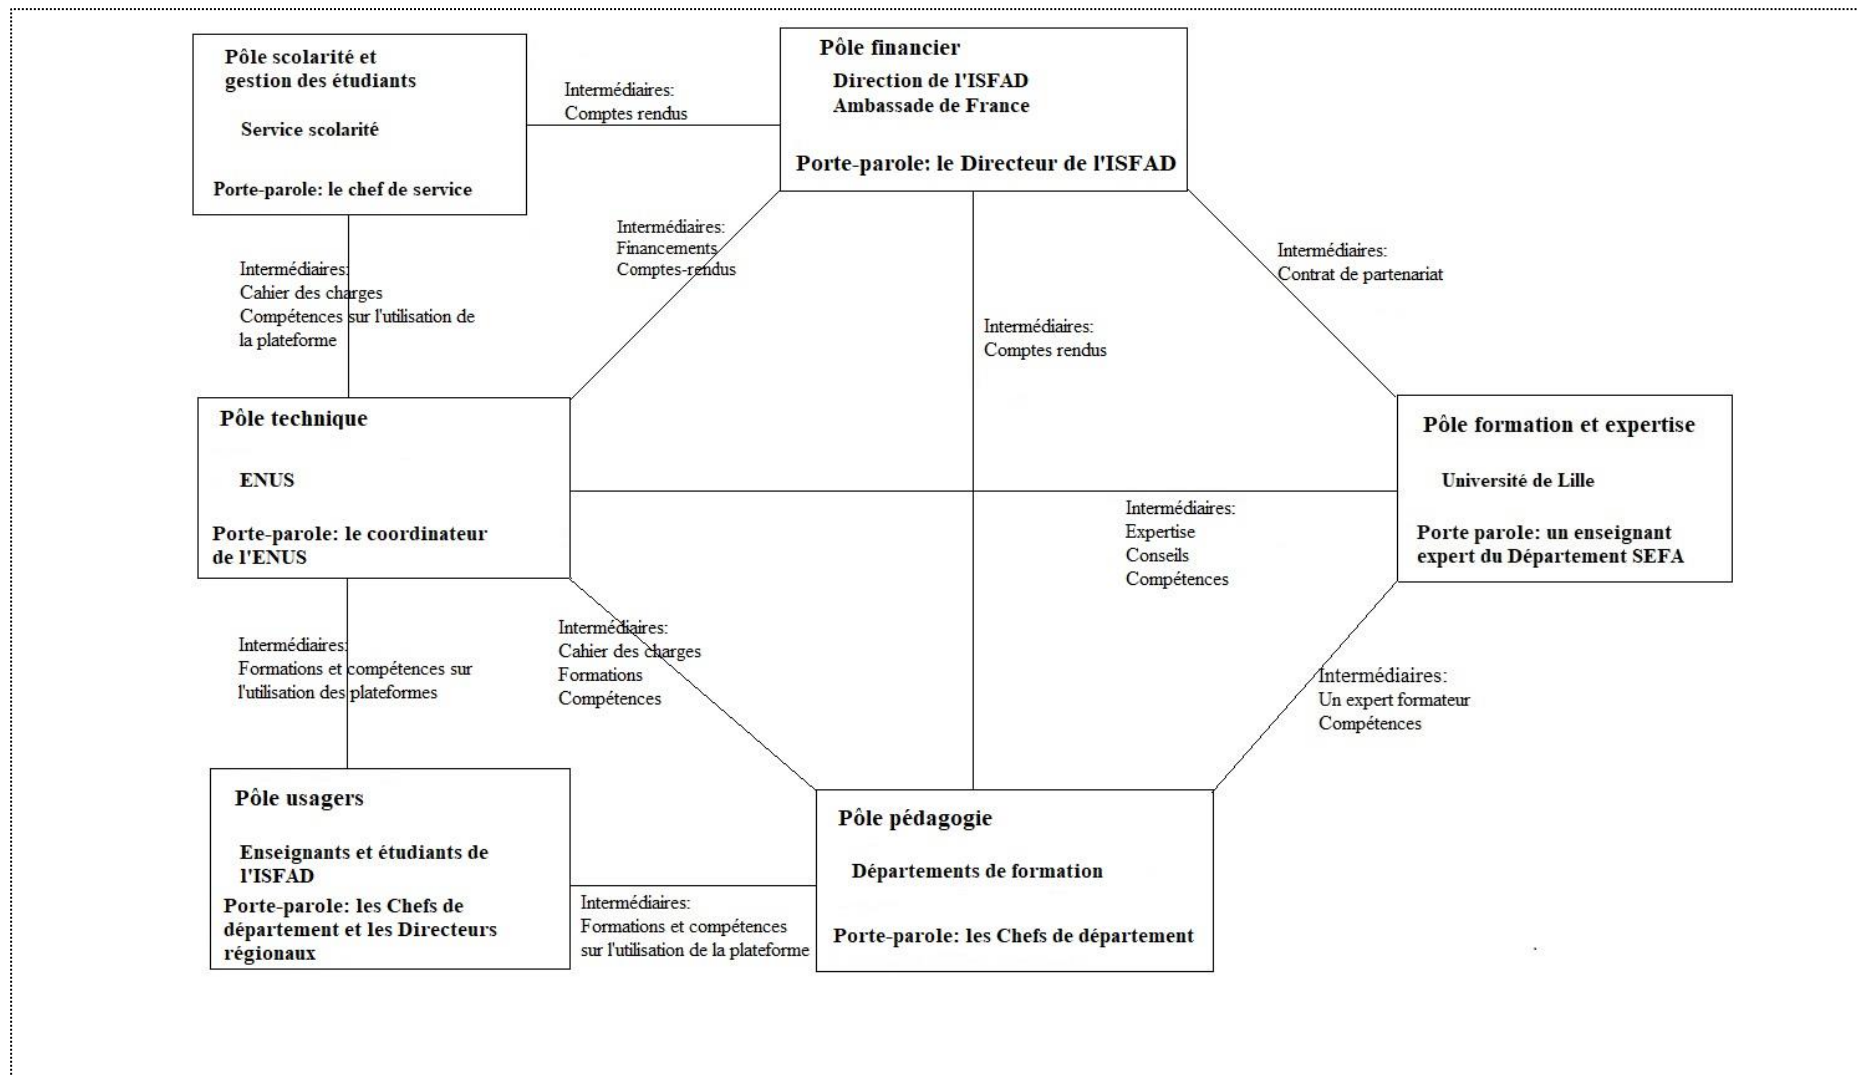 Pôle scolarité et
gestion des étudiants
Service scolarité
Porte-parole: le chef de service
Intermédiaires:
Comptes rendus
Pôle financier
Direction de l'ISFAD
Ambassade de France
Porte-parole: le Directeur de l'ISFAD
Intermédiaires:
Cahier des charges
Compétences sur l'utilisation de
la plateforme
Intermédiaires:
Financements
Comptes-rendus
Intermédiaires:
Comptes rendus
Intermédiaires:
Contrat de partenariat
Pôle technique
ENUS
Porte-parole: le coordinateur
de l'ENUS
Intermédiaires:
Expertise
Conseils
Compétences
Pôle formation et expertise
Université de Lille
Porte parole: un enseignant
expert du Département SEFA
Intermédiaires:
Formations et compétences sur
l'utilisation des plateformes
Intermédiaires:
Cahier des charges
Formations
Compétences
Intermédiaires:
Un expert formateur
Compétences
Pôle usagers
Enseignants et étudiants de
l'ISFAD
Porte-parole: les Chefs de
département et les Directeurs
régionaux
Intermédiaires:
Formations et compétences
sur l'utilisation de la plateforme
Pôle pédagogie
Départements de formation
Porte-parole: les Chefs de département